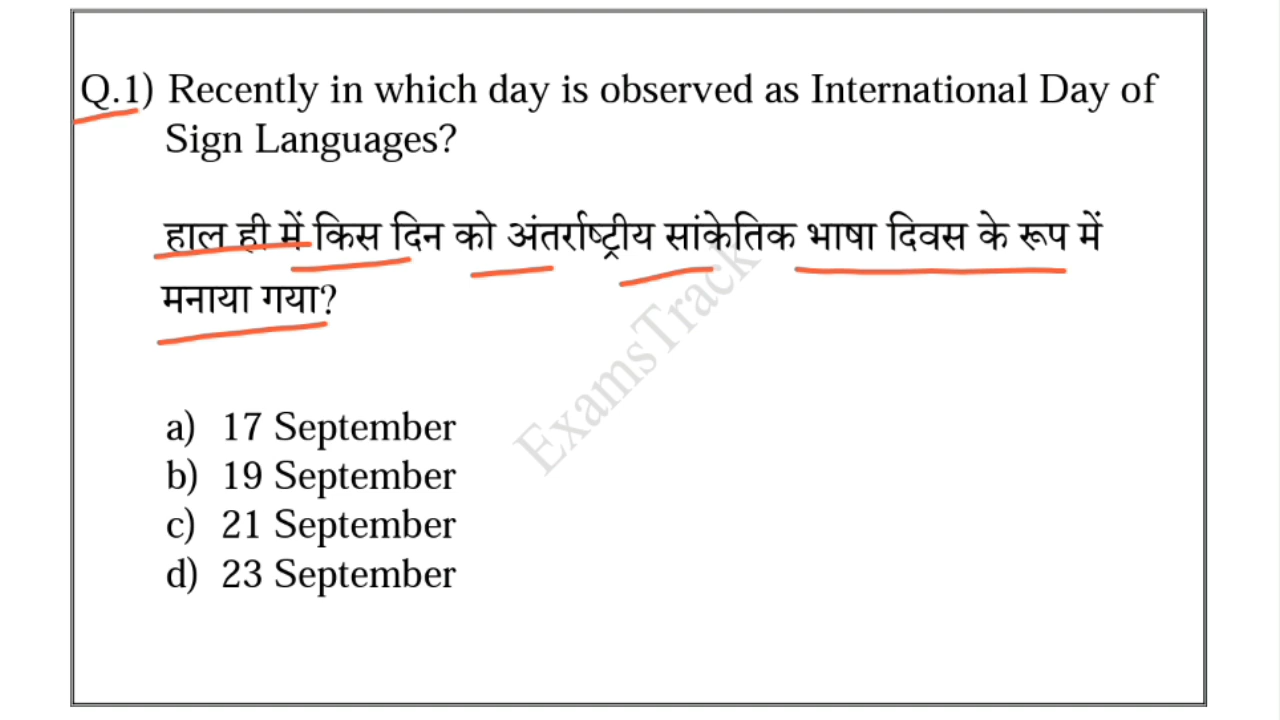 Q.1) Recently in which day is observed as International Day of
Sign Languages?
हाल ही में किस दिन को अंतर्राष्ट्रीय सांकेतिक भाषा दिवस के रूप में
मनाया गया?
ExamsTrack
a) 17 September
b) 19 September
c) 21 September
d) 23 September